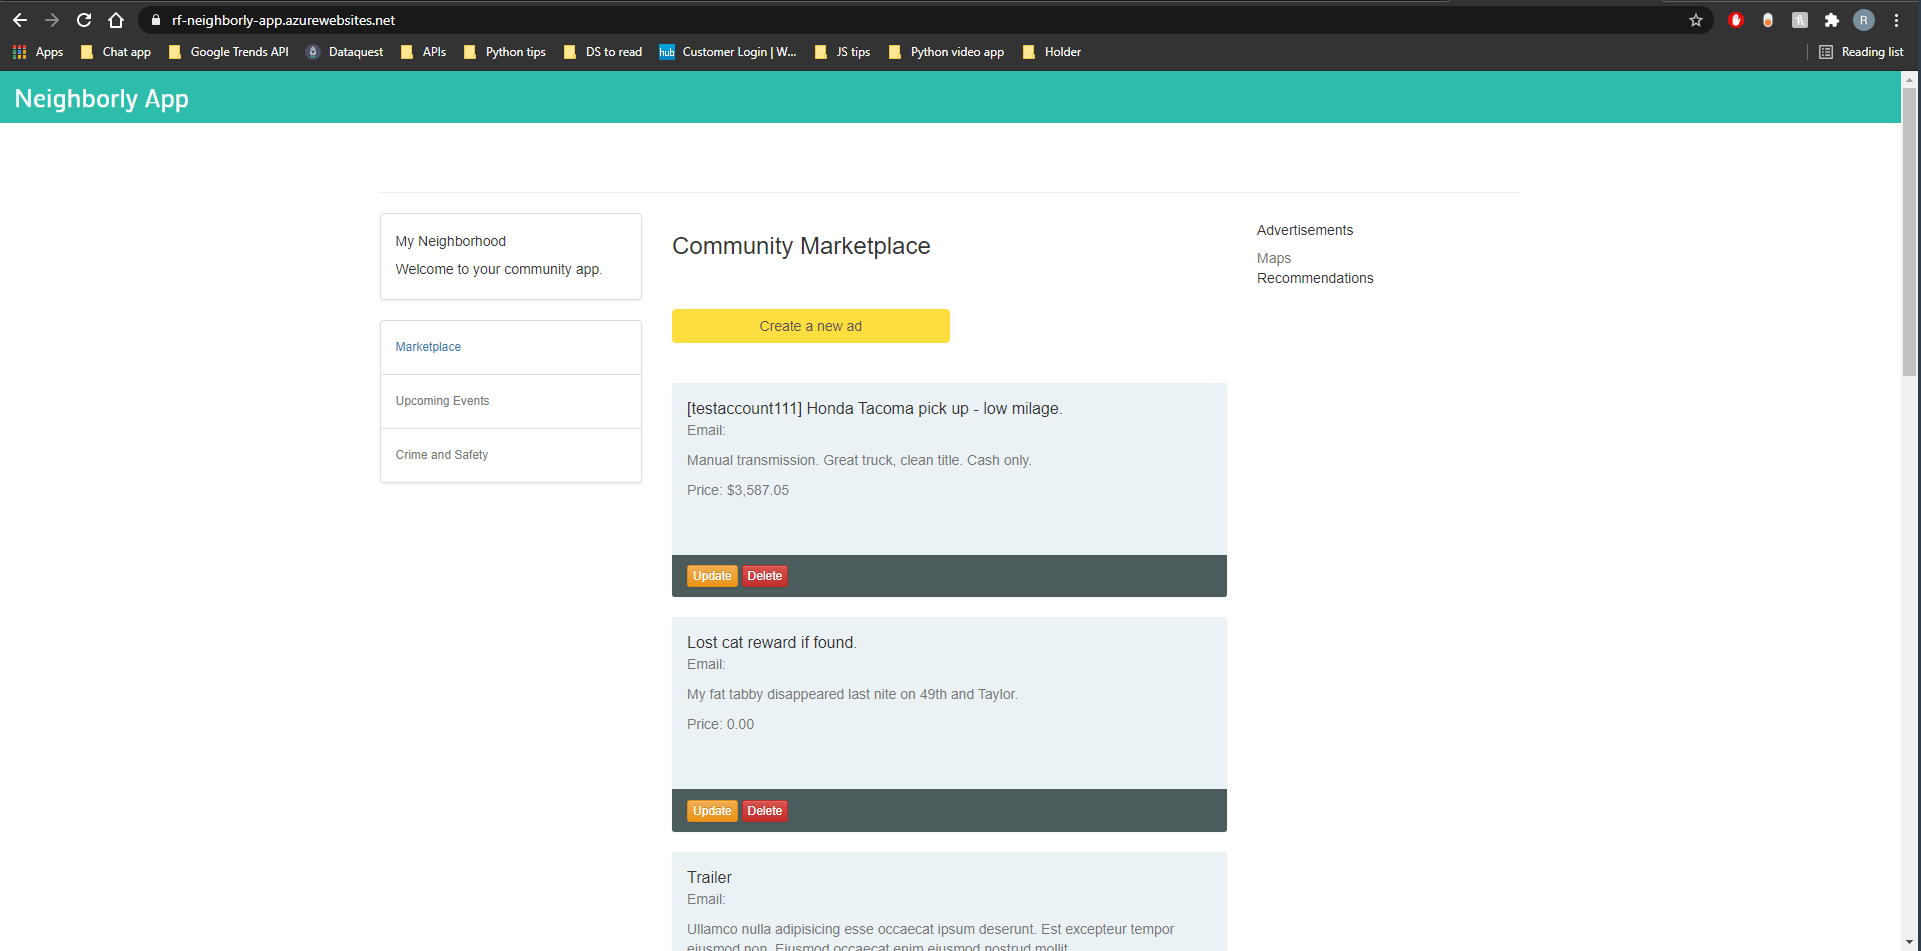 rf-neighborly-app.azurewebsites.net
R
Apps Chat app Google Trends API Dataquest APIs Python tips DS to read hub Customer Login | W... JS tips Python video app Holder Reading list
Neighborly App
My Neighborhood
Welcome to your community app.
Marketplace
Upcoming Events
Crime and Safety
Community Marketplace
Create a new ad
[testaccount111] Honda Tacoma pick up - low milage.
Email:
Manual transmission. Great truck, clean title. Cash only.
Price: $3,587.05
Update Delete
Lost cat reward if found.
Email:
My fat tabby disappeared last nite on 49th and Taylor.
Price: 0.00
Update Delete
Trailer
Email:
Ullamco nulla adipisicing esse occaecat ipsum deserunt. Est excepteur tempor
eiusmod non. Eiusmod occaecat enim eiusmod nostrud mollit
Advertisements
Maps
Recommendations